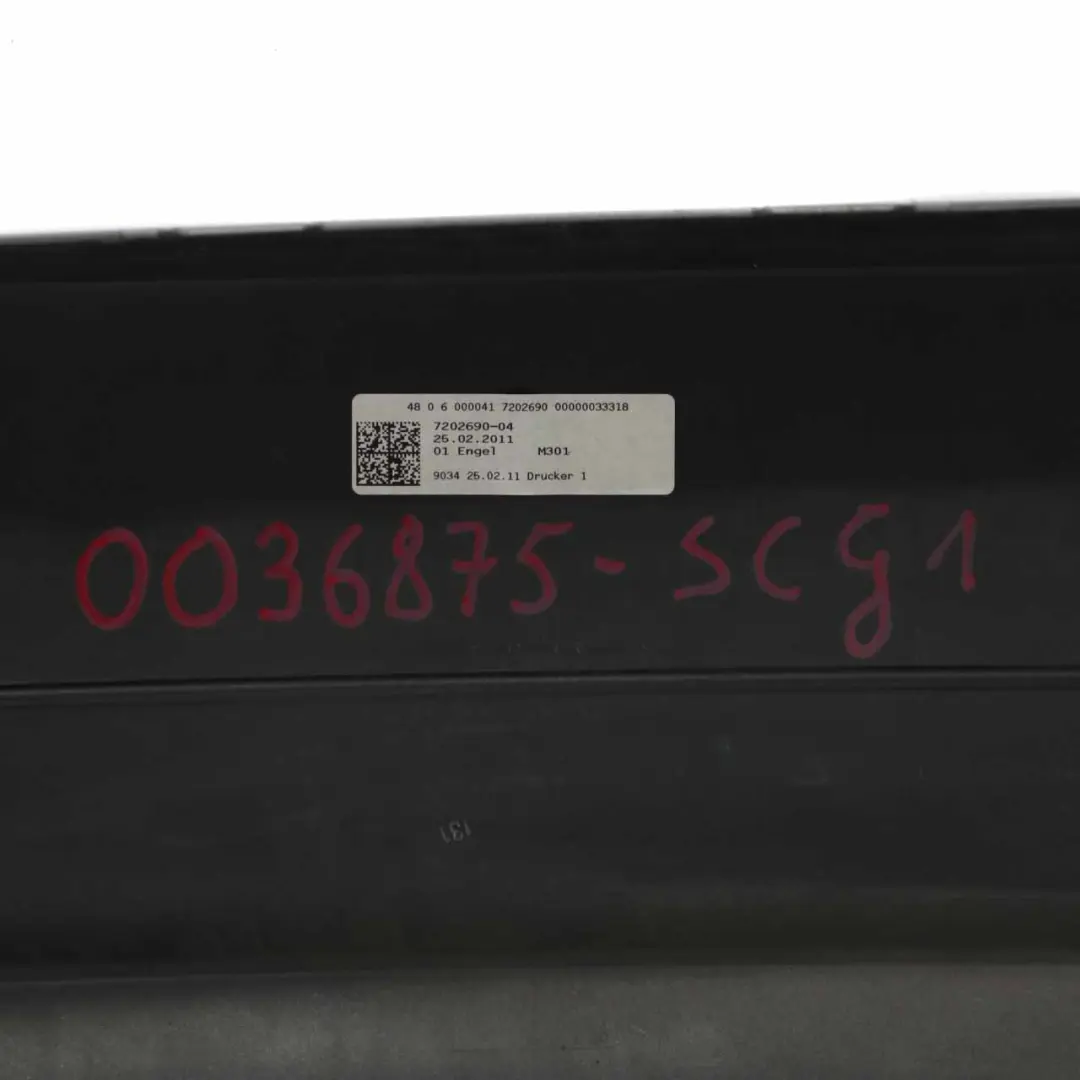 48 0 6 000041 7202690 00000033318
7202690-04
25.02.2011
01 Engel M301
9034 25.02.11 Drucker 1
0036875-SCG1
131